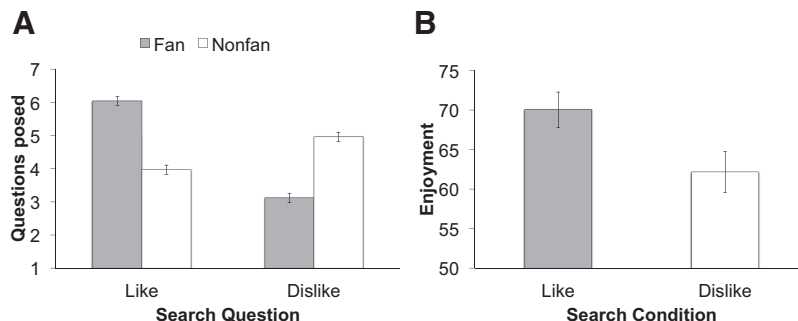 A
Fan Nonfan
Questions posed
7
6
5
4
3
2
1
Like Dislike
Search Question
B
Enjoyment
75
70
65
60
55
50
Like Dislike
Search Condition